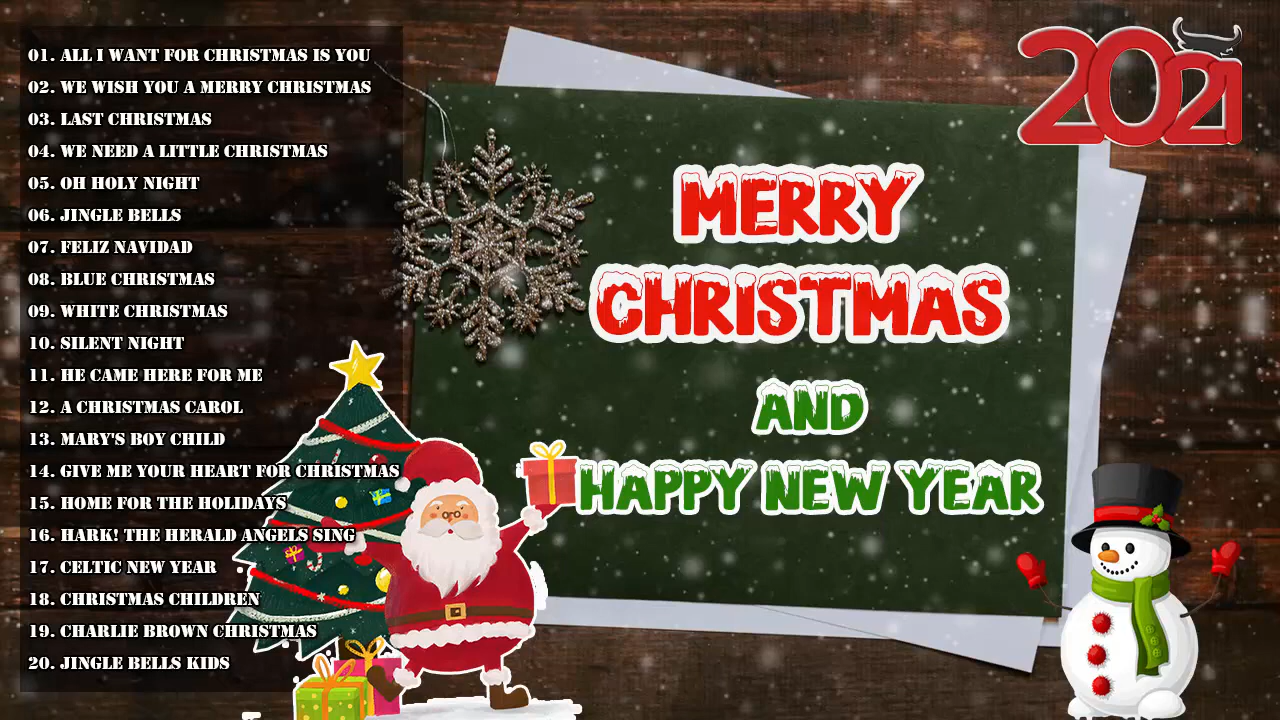 01. ALL I WANT FOR CHRISTMAS IS YOU
02. WE WISH YOU A MERRY CHRISTMAS
03. LAST CHRISTMAS
04. WE NEED A LITTLE CHRISTMAS
05. OH HOLY NIGHT
06. JINGLE BELLS
07. FELIZ NAVIDAD
08. BLUE CHRISTMAS
09. WHITE CHRISTMAS
10. SILENT NIGHT
11. HE CAME HERE FOR ME
12. A CHRISTMAS CAROL
13. MARY'S BOY CHILD
14. GIVE ME YOUR HEART FOR CHRISTMAS
15. HOME FOR THE HOLIDAYS
16. HARK! THE HERALD ANGELS SING
17. CELTIC NEW YEAR
18. CHRISTMAS CHILDREN
19. CHARLIE BROWN CHRISTMAS
20. JINGLE BELLS KIDS
MERRY
CHRISTMAS
AND
HAPPY NEW YEAR
2021